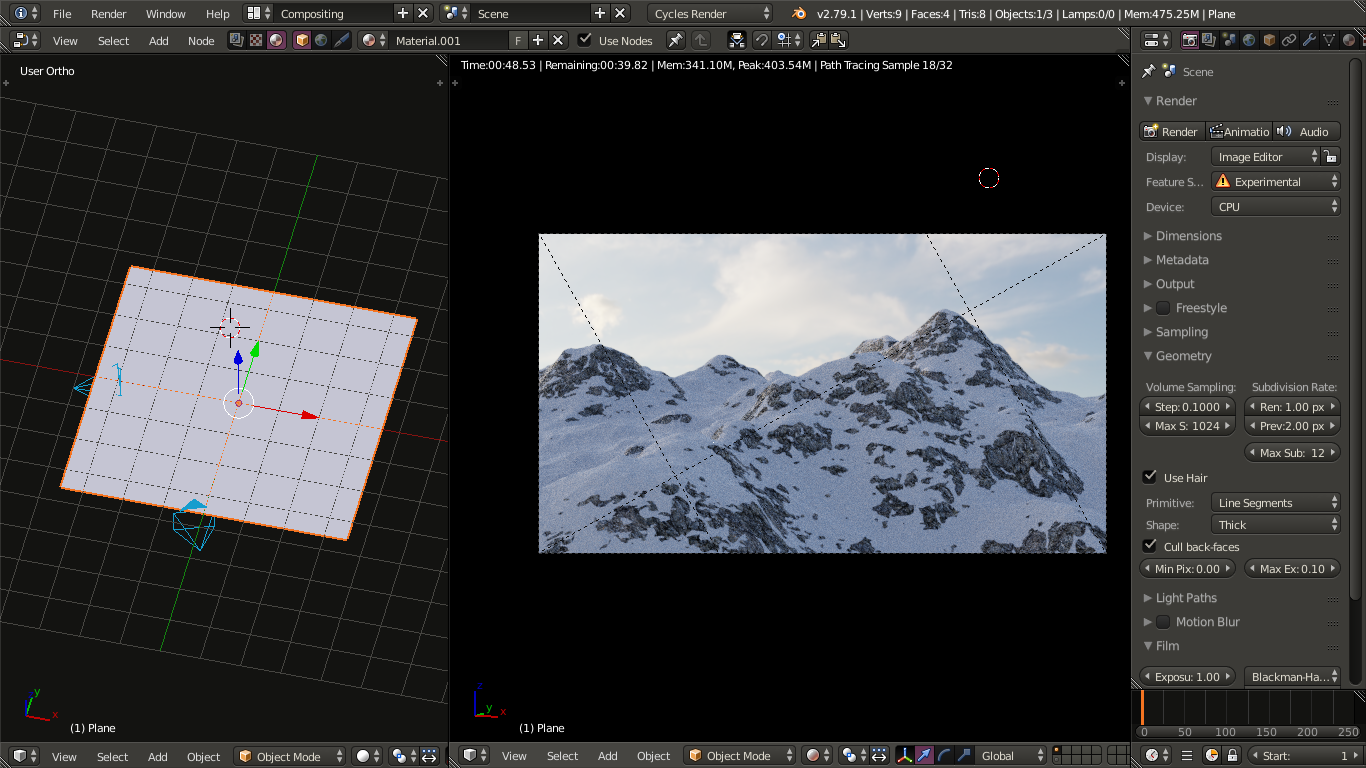 File Render Window Help Compositing Scene Cycles Render v2.79.1 | Verts:9 | Faces:4 | Tris:8 | Objects:1/3 | Lamps:0/0 | Mem:475.25M | Plane
View Select Add Node Material.001 F Use Nodes
User Ortho
Time:00:48.53 | Remaining:00:39.82 | Mem:341.10M, Peak:403.54M | Path Tracing Sample 18/32
Scene
Render
Render Animatio Audio
Display: Image Editor
Feature S... Experimental
Device: CPU
Dimensions
Metadata
Output
Freestyle
Sampling
Geometry
Volume Sampling: Subdivision Rate:
Step:0.1000 Ren: 1.00 px
Max S: 1024 Prev:2.00 px
Max Sub: 12
Use Hair
Primitive: Line Segments
Shape: Thick
Cull back-faces
Min Pix: 0.00 Max Ex: 0.10
Light Paths
Motion Blur
Film
Exposu: 1.00 Blackman-Ha...
y
x
(1) Plane
z
y
x
(1) Plane
0 50 100 150 200 250
View Select Add Object Object Mode
View Select Add Object Object Mode Global
Start: 1